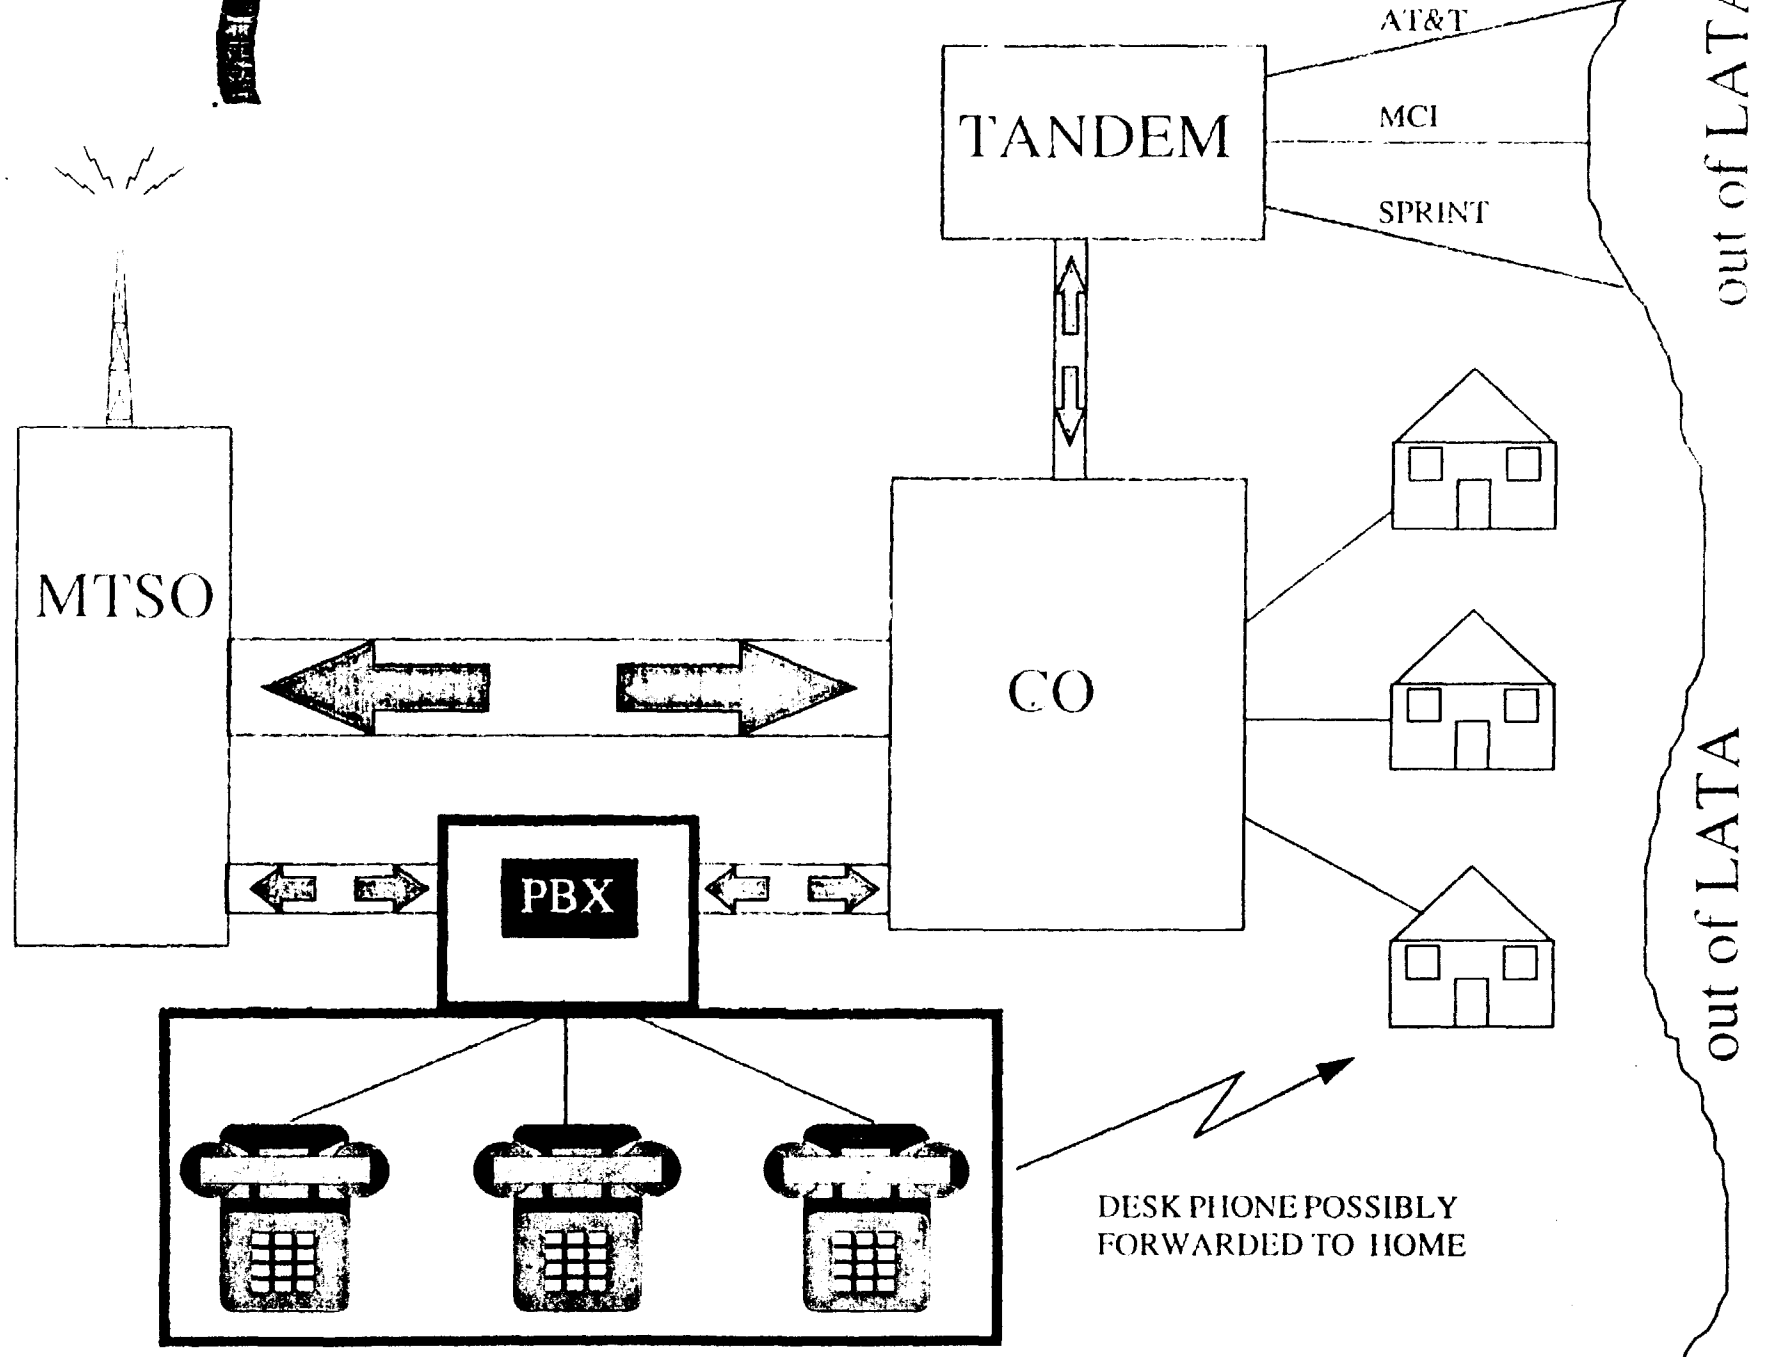 AT&T
TANDEM
MCI
SPRINT
out of LATA
MTSO
CO
PBX
out of LATA
DESK PHONE POSSIBLY
FORWARDED TO HOME